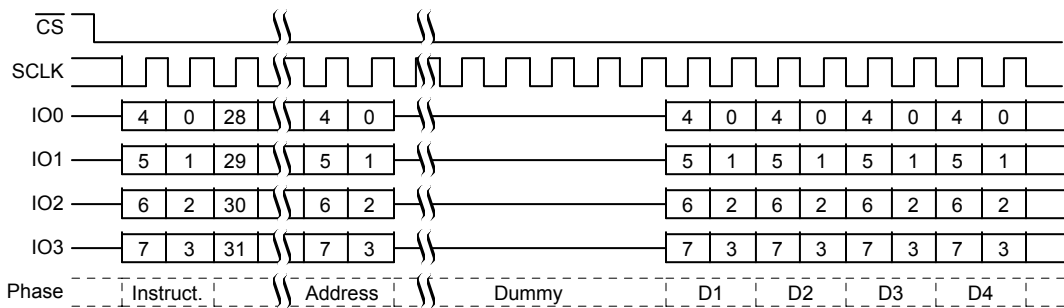 CS
SCLK
IO0 4 0 28 4 0 4 0 4 0 4 0 4 0
IO1 5 1 29 5 1 5 1 5 1 5 1 5 1
IO2 6 2 30 6 2 6 2 6 2 6 2 6 2
IO3 7 3 31 7 3 7 3 7 3 7 3 7 3
Phase Instruct. Address Dummy D1 D2 D3 D4